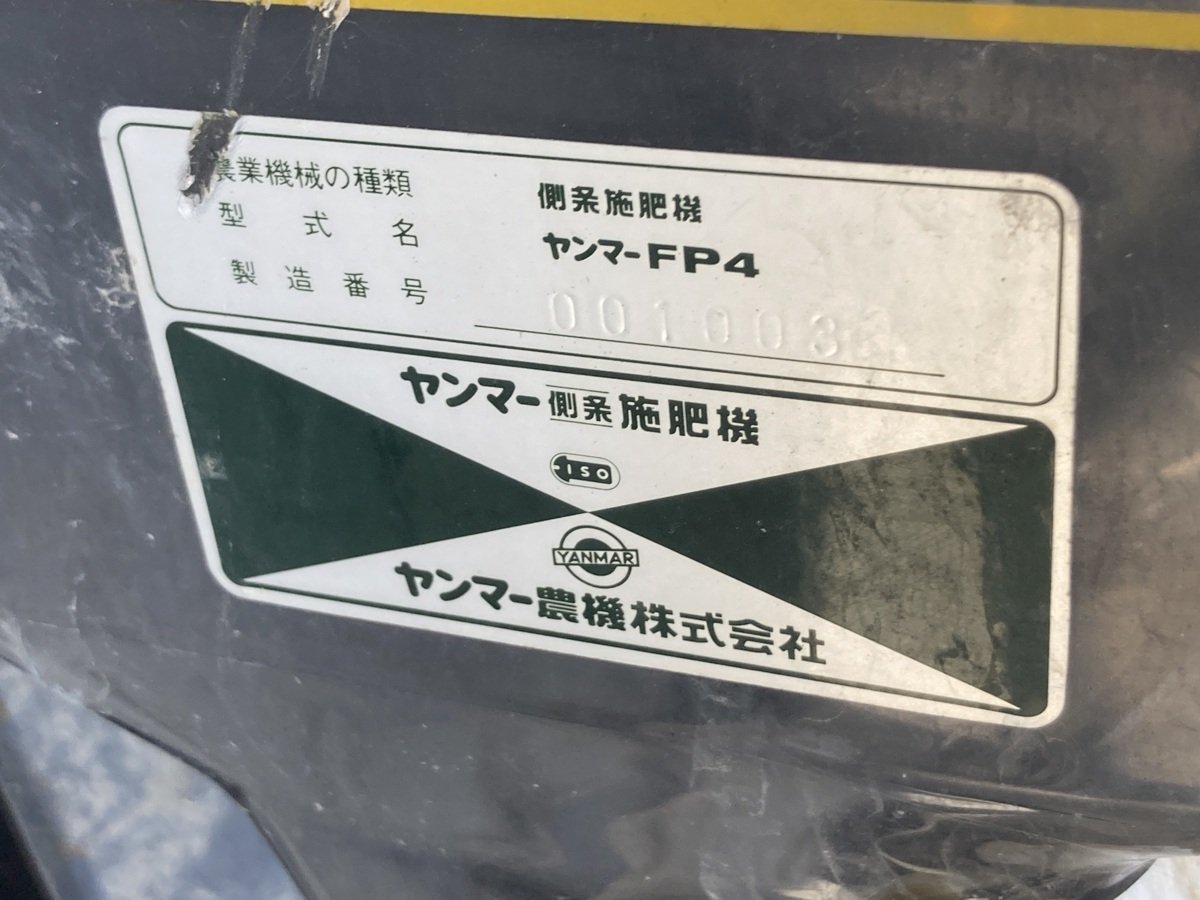 農業機械の種類 側条施肥機
型式名 ヤンマーFP4
製造番号
ヤンマー側条施肥機
ISO
YANMAR
ヤンマー農機株式会社